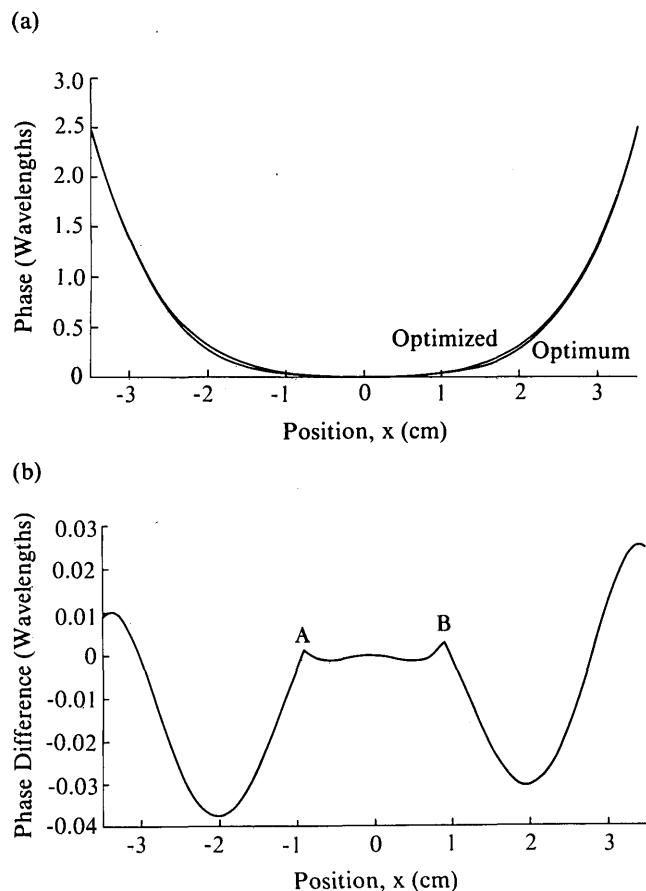 (a)
3.0
2.5
2.0
1.5
1.0
0.5
0
Phase (Wavelengths)
Optimized
Optimum
-3 -2 -1 0 1 2 3
Position, x (cm)
(b)
0.03
0.02
0.01
0
-0.01
-0.02
-0.03
-0.04
Phase Difference (Wavelengths)
A
B
-3 -2 -1 0 1 2 3
Position, x (cm)